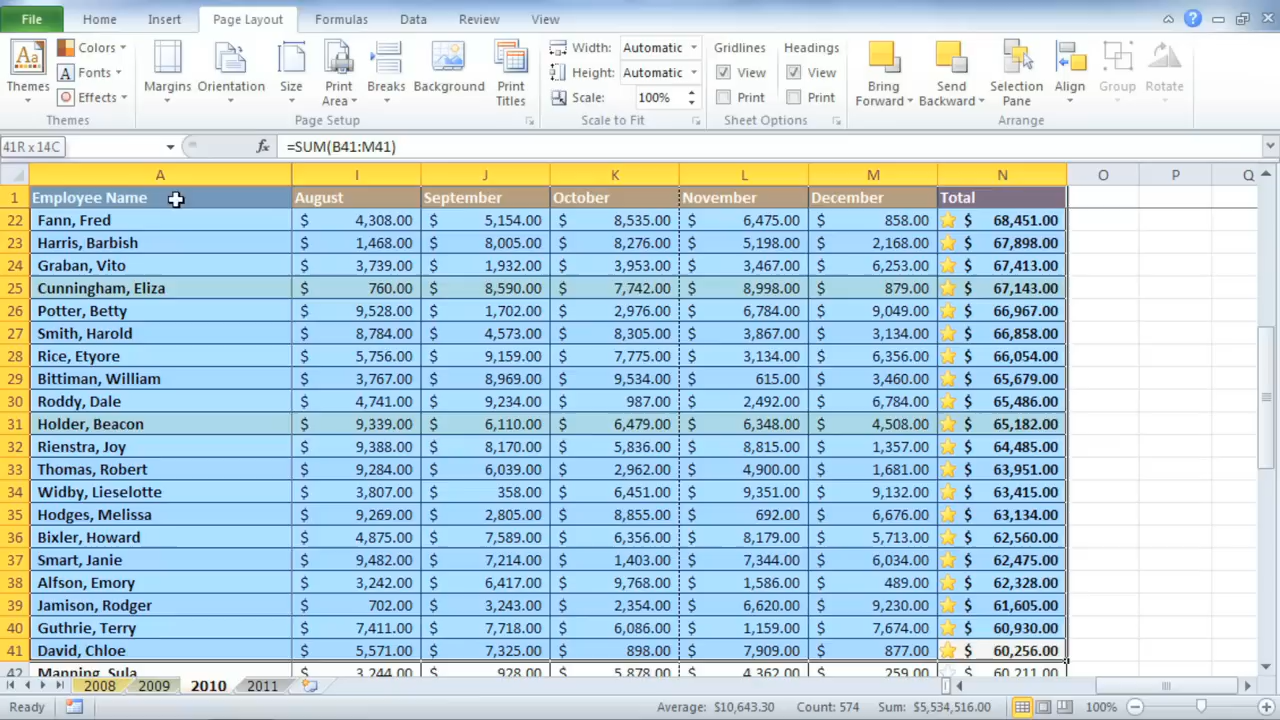 File Home Insert Page Layout Formulas Data Review View
Colors Width: Automatic Gridlines Headings
Fonts Height: Automatic View View
Themes Margins Orientation Size Print Area Breaks Background Print Titles Bring Forward Send Backward Selection Pane Align Group Rotate
Effects Scale: 100% Print Print
Themes Page Setup Scale to Fit Sheet Options Arrange
41R x 14C fx =SUM(B41:M41)
A I J K L M N O P Q
1 Employee Name August September October November December Total
22 Fann, Fred $ 4,308.00 $ 5,154.00 $ 8,535.00 $ 6,475.00 $ 858.00 $ 68,451.00
23 Harris, Barbish $ 1,468.00 $ 8,005.00 $ 8,276.00 $ 5,198.00 $ 2,168.00 $ 67,898.00
24 Graban, Vito $ 3,739.00 $ 1,932.00 $ 3,953.00 $ 3,467.00 $ 6,253.00 $ 67,413.00
25 Cunningham, Eliza $ 760.00 $ 8,590.00 $ 7,742.00 $ 8,998.00 $ 879.00 $ 67,143.00
26 Potter, Betty $ 9,528.00 $ 1,702.00 $ 2,976.00 $ 6,784.00 $ 9,049.00 $ 66,967.00
27 Smith, Harold $ 8,784.00 $ 4,573.00 $ 8,305.00 $ 3,867.00 $ 3,134.00 $ 66,858.00
28 Rice, Etyore $ 5,756.00 $ 9,159.00 $ 7,775.00 $ 3,134.00 $ 6,356.00 $ 66,054.00
29 Bittiman, William $ 3,767.00 $ 8,969.00 $ 9,534.00 $ 615.00 $ 3,460.00 $ 65,679.00
30 Roddy, Dale $ 4,741.00 $ 9,234.00 $ 987.00 $ 2,492.00 $ 6,784.00 $ 65,486.00
31 Holder, Beacon $ 9,339.00 $ 6,110.00 $ 6,479.00 $ 6,348.00 $ 4,508.00 $ 65,182.00
32 Rienstra, Joy $ 9,388.00 $ 8,170.00 $ 5,836.00 $ 8,815.00 $ 1,357.00 $ 64,485.00
33 Thomas, Robert $ 9,284.00 $ 6,039.00 $ 2,962.00 $ 4,900.00 $ 1,681.00 $ 63,951.00
34 Widby, Lieselotte $ 3,807.00 $ 358.00 $ 6,451.00 $ 9,351.00 $ 9,132.00 $ 63,415.00
35 Hodges, Melissa $ 9,269.00 $ 2,805.00 $ 8,855.00 $ 692.00 $ 6,676.00 $ 63,134.00
36 Bixler, Howard $ 4,875.00 $ 7,589.00 $ 6,356.00 $ 8,179.00 $ 5,713.00 $ 62,560.00
37 Smart, Janie $ 9,482.00 $ 7,214.00 $ 1,403.00 $ 7,344.00 $ 6,034.00 $ 62,475.00
38 Alfson, Emory $ 3,242.00 $ 6,417.00 $ 9,768.00 $ 1,586.00 $ 489.00 $ 62,328.00
39 Jamison, Rodger $ 702.00 $ 3,243.00 $ 2,354.00 $ 6,620.00 $ 9,230.00 $ 61,605.00
40 Guthrie, Terry $ 7,411.00 $ 7,718.00 $ 6,086.00 $ 1,159.00 $ 7,674.00 $ 60,930.00
41 David, Chloe $ 5,571.00 $ 7,325.00 $ 898.00 $ 7,909.00 $ 877.00 $ 60,256.00
42 Manning, Sula $ 3,244.00 $ 928.00 $ 5,878.00 $ 4,362.00 $ 259.00 $ 60,211.00
2008 2009 2010 2011
Ready Average: $10,643.30 Count: 574 Sum: $5,534,516.00 100%